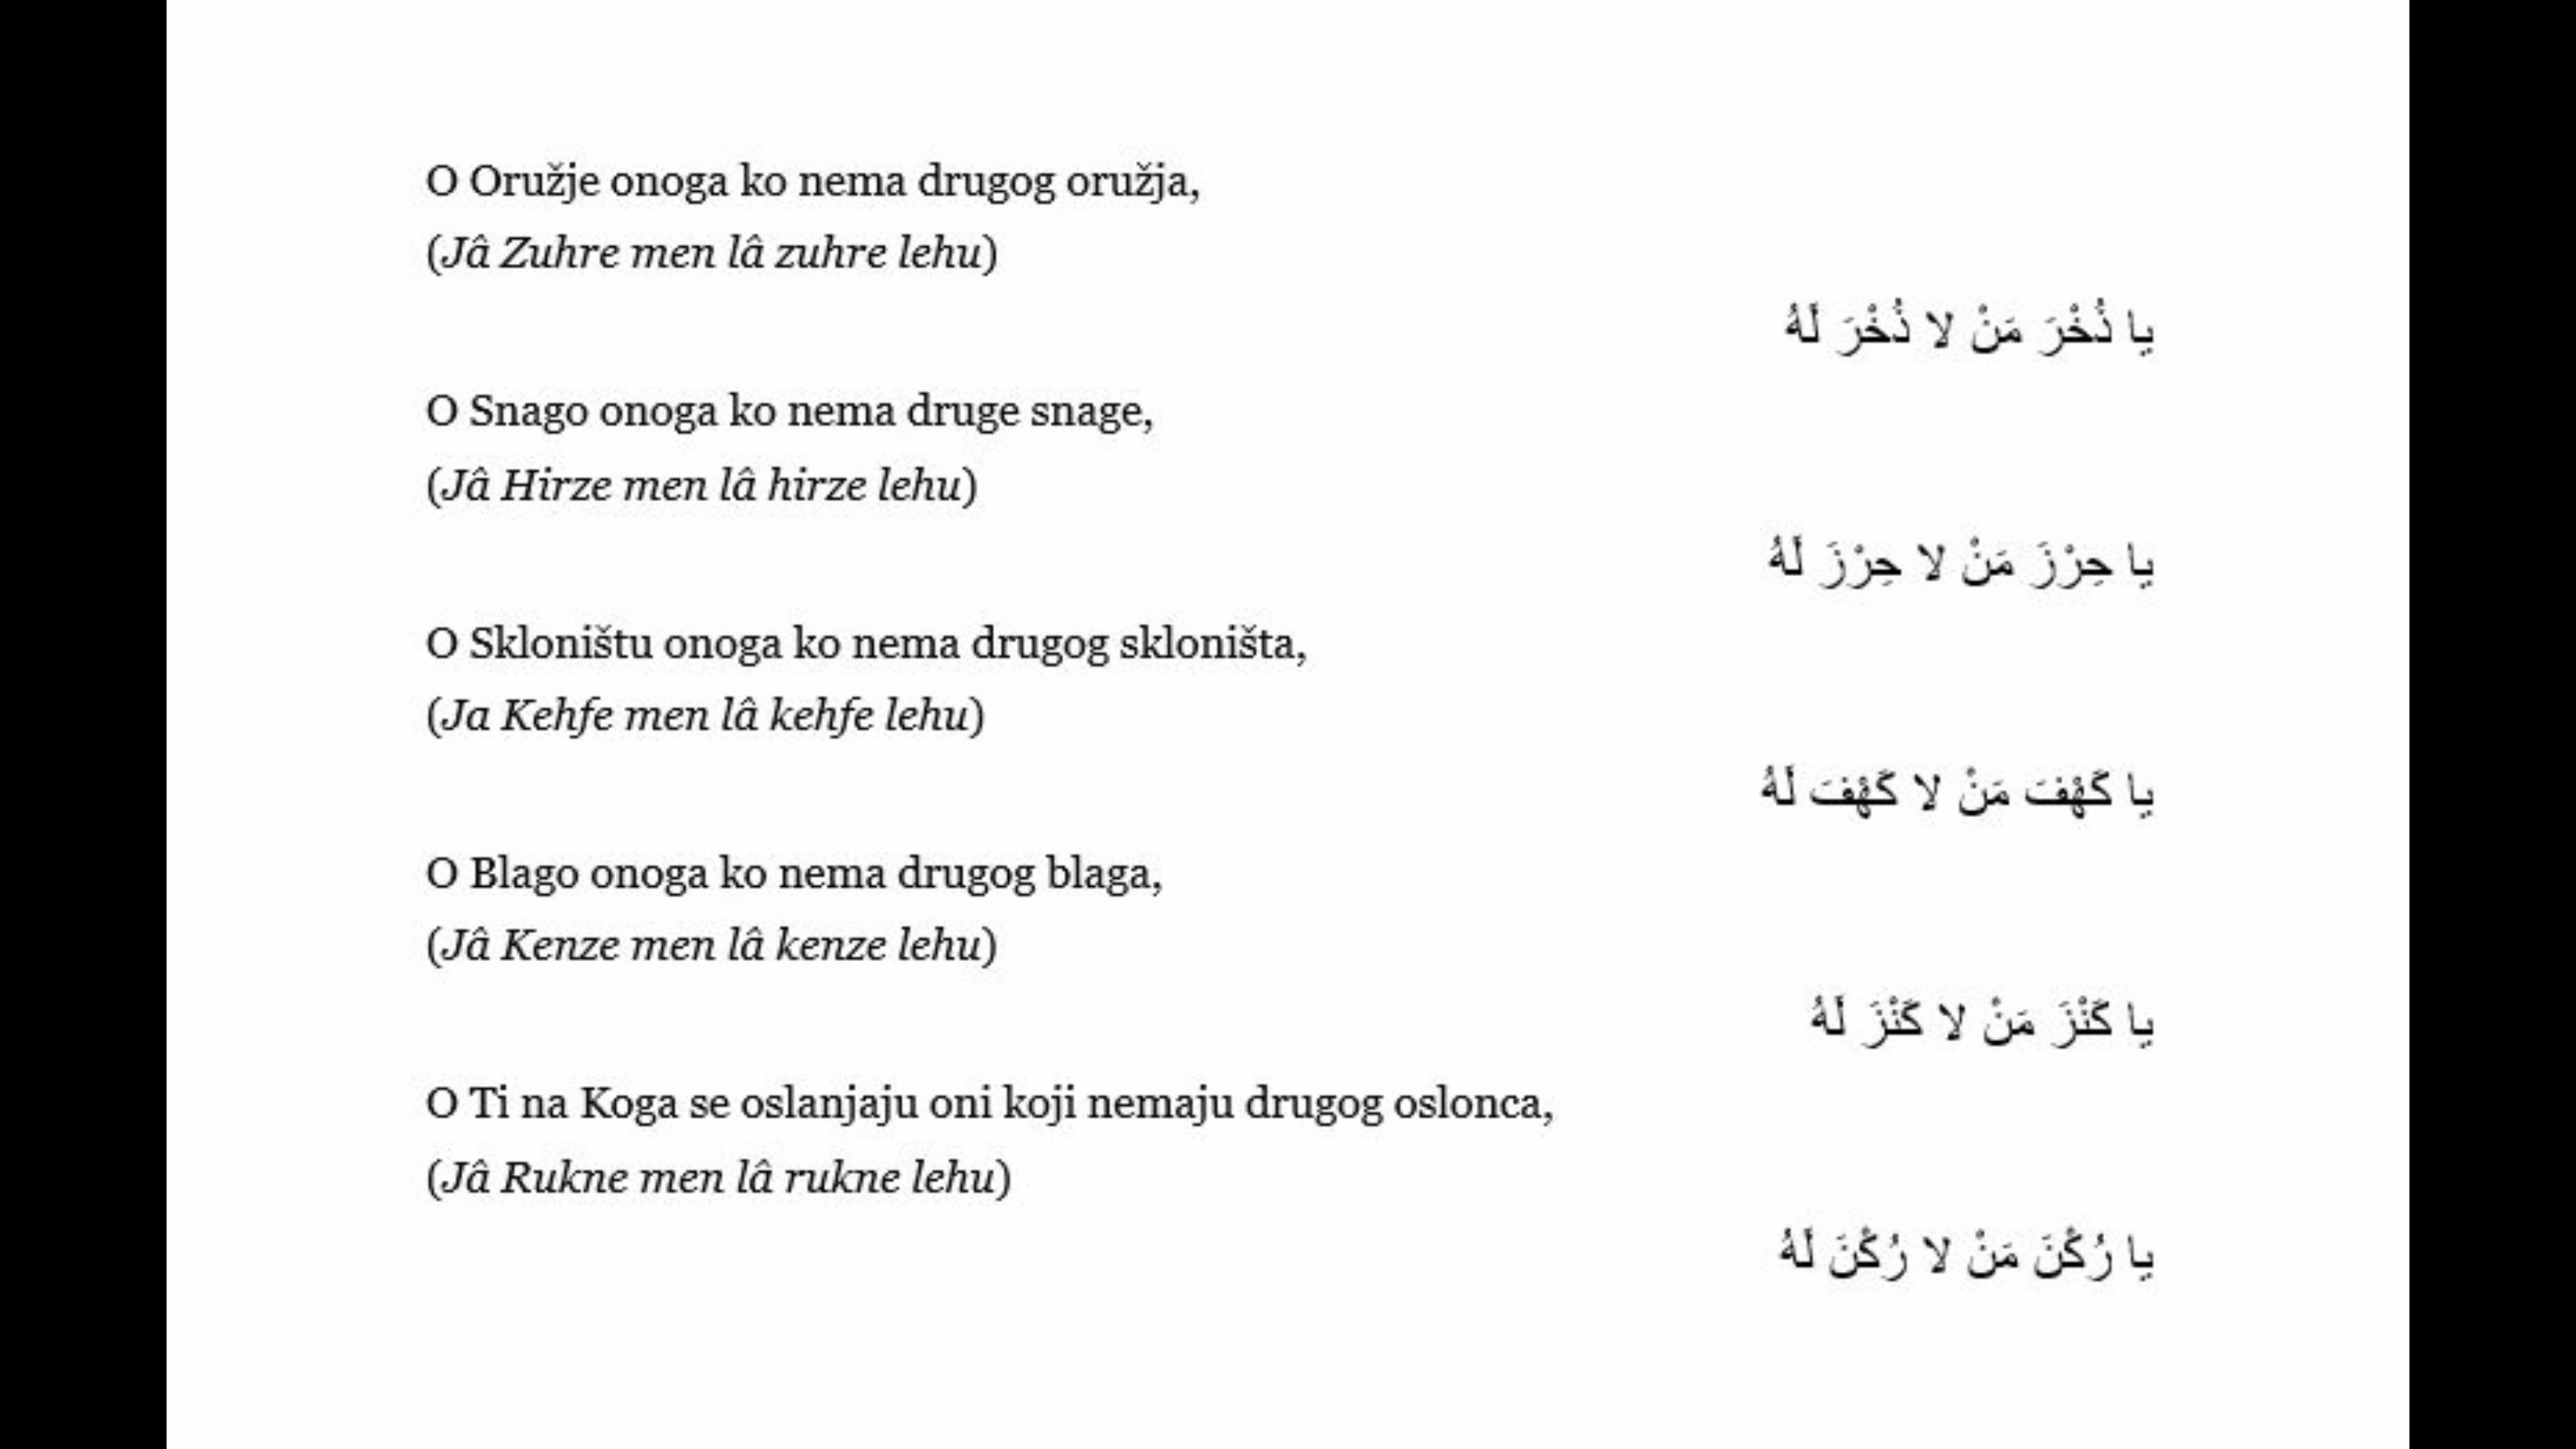 O Oružje onoga ko nema drugog oružja,
(Jâ Zuhre men lâ zuhre lehu)
يا ذُخْرَ مَنْ لا ذُخْرَ لَهُ
O Snago onoga ko nema druge snage,
(Jâ Hirze men lâ hirze lehu)
يا حِرْزَ مَنْ لا حِرْزَ لَهُ
O Skloništu onoga ko nema drugog skloništa,
(Ja Kehfe men lâ kehfe lehu)
يا كَهْفَ مَنْ لا كَهْفَ لَهُ
O Blago onoga ko nema drugog blaga,
(Jâ Kenze men lâ kenze lehu)
يا كَنْزَ مَنْ لا كَنْزَ لَهُ
O Ti na Koga se oslanjaju oni koji nemaju drugog oslonca,
(Jâ Rukne men lâ rukne lehu)
يا رُكْنَ مَنْ لا رُكْنَ لَهُ